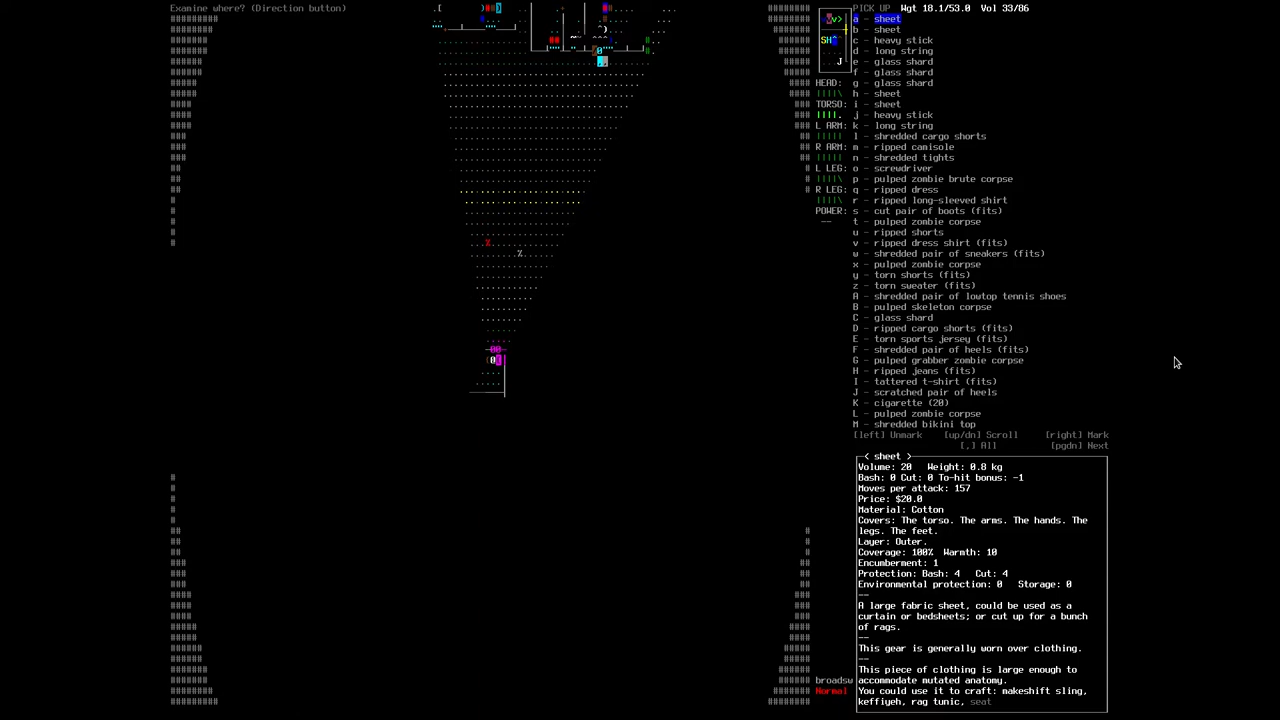 Examine where? (Direction button)
PICK UP Wgt 18.1/53.0 Vol 33/86
a - sheet
b - sheet
c - heavy stick
d - long string
e - glass shard
f - glass shard
HEAD: g - glass shard
h - sheet
TORSO: i - sheet
j - heavy stick
L ARM: k - long string
l - shredded cargo shorts
R ARM: m - ripped camisole
n - shredded tights
L LEG: o - screwdriver
p - pulped zombie brute corpse
R LEG: q - ripped dress
r - ripped long-sleeved shirt
POWER: s - cut pair of boots (fits)
-- t - pulped zombie corpse
u - ripped shorts
v - ripped dress shirt (fits)
w - shredded pair of sneakers (fits)
x - pulped zombie corpse
y - torn shorts (fits)
z - torn sweater (fits)
A - shredded pair of lowtop tennis shoes
B - pulped skeleton corpse
C - glass shard
D - ripped cargo shorts (fits)
E - torn sports jersey (fits)
F - shredded pair of heels (fits)
G - pulped grabber zombie corpse
H - ripped jeans (fits)
I - tattered t-shirt (fits)
J - scratched pair of heels
K - cigarette (20)
L - pulped zombie corpse
M - shredded bikini top
[left] Unmark [up/dn] Scroll [right] Mark
[,] All [pgdn] Next
< sheet >
Volume: 20 Weight: 0.8 kg
Bash: 0 Cut: 0 To-hit bonus: -1
Moves per attack: 157
Price: $20.0
Material: Cotton
Covers: The torso. The arms. The hands. The
legs. The feet.
Layer: Outer.
Coverage: 100% Warmth: 10
Encumberment: 1
Protection: Bash: 4 Cut: 4
Environmental protection: 0 Storage: 0
--
A large fabric sheet, could be used as a
curtain or bedsheets; or cut up for a bunch
of rags.
--
This gear is generally worn over clothing.
--
This piece of clothing is large enough to
broadsw accommodate mutated anatomy.
Normal You could use it to craft: makeshift sling,
keffiyeh, rag tunic, seat